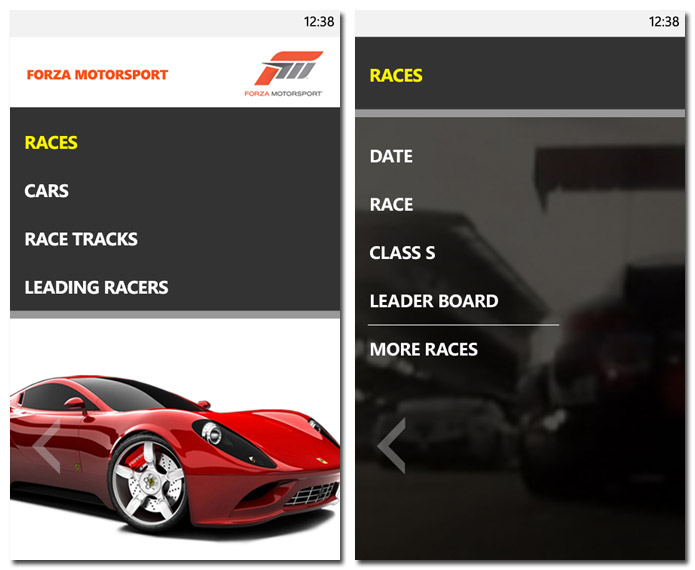 12:38
FORZA MOTORSPORT
FORZA MOTORSPORT
RACES
CARS
RACE TRACKS
LEADING RACERS
12:38
RACES
DATE
RACE
CLASS S
LEADER BOARD
MORE RACES